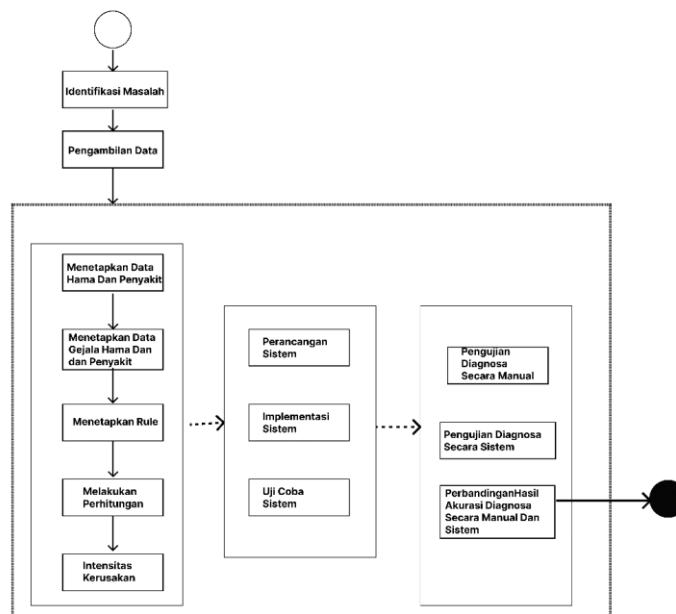 Identifikasi Masalah
Pengambilan Data
Menetapkan Data
Hama Dan Penyakit
Menetapkan Data
Gejala Hama Dan
dan Penyakit
Menetapkan Rule
Melakukan
Perhitungan
Intensitas
Kerusakan
Perancangan
Sistem
Implementasi
Sistem
Uji Coba
Sistem
Pengujian
Diagnosa
Secara Manual
Pengujian Diagnosa
Secara Sistem
PerbandinganHasil
Akurasi Diagnosa
Secara Manual Dan
Sistem